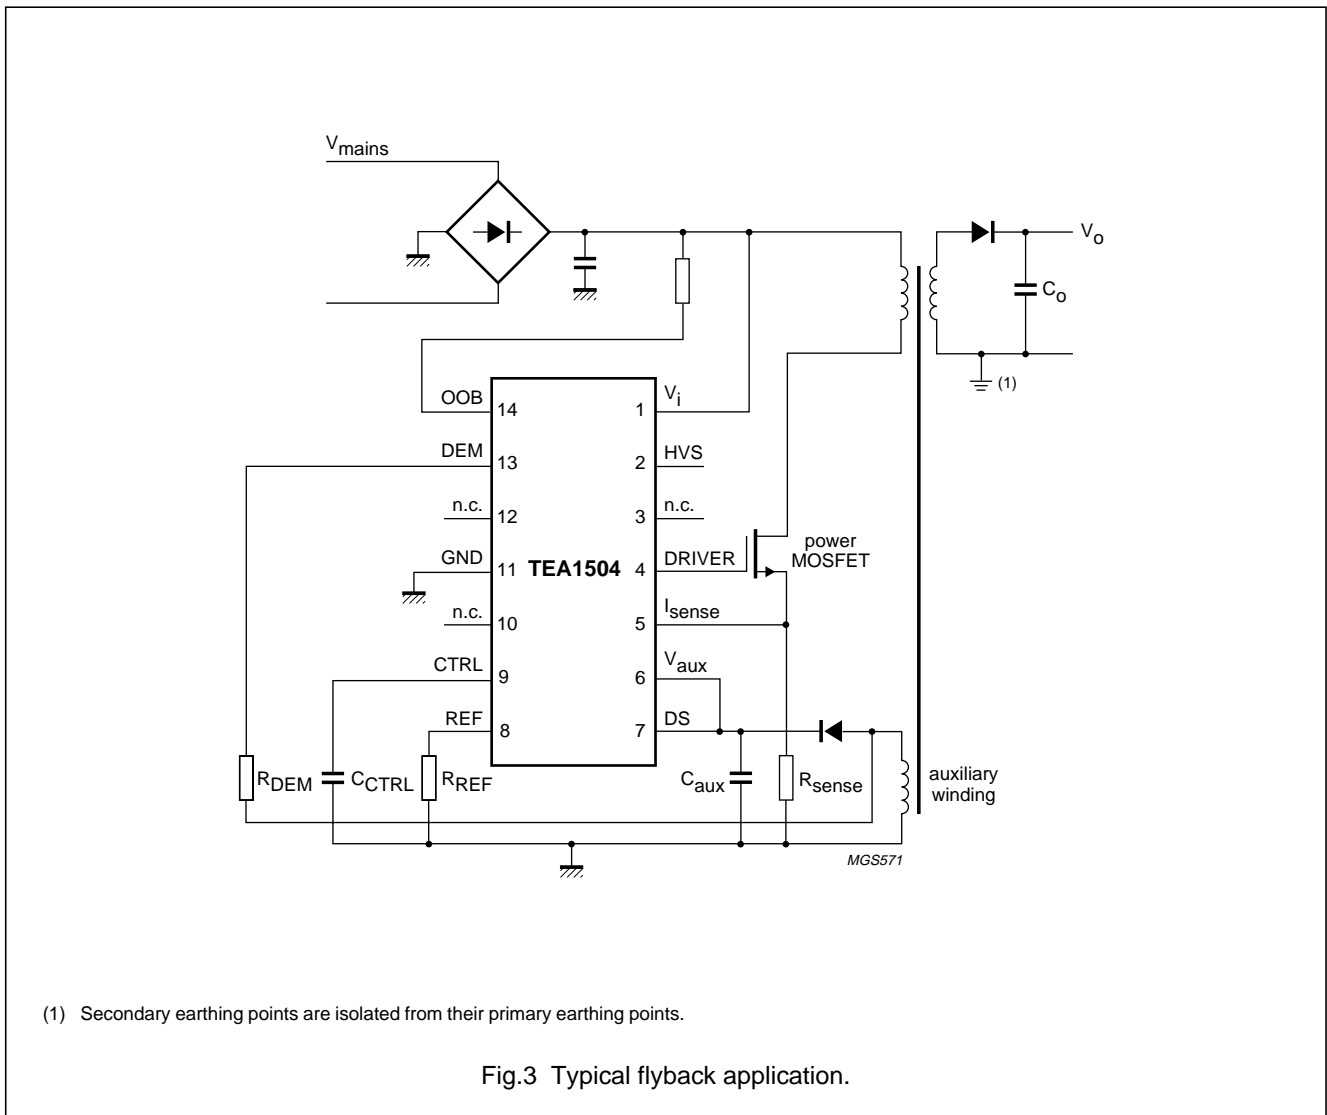 Vmains
Vo
Co
(1)
OOB
14
1
Vi
DEM
13
2
HVS
n.c.
12
3
n.c.
GND
11
TEA1504
4
DRIVER
power
MOSFET
n.c.
10
5
Isense
CTRL
9
6
Vaux
REF
8
7
DS
RDEM
CCTRL
RREF
Caux
Rsense
auxiliary
winding
MGS571
(1) Secondary earthing points are isolated from their primary earthing points.
Fig.3 Typical flyback application.